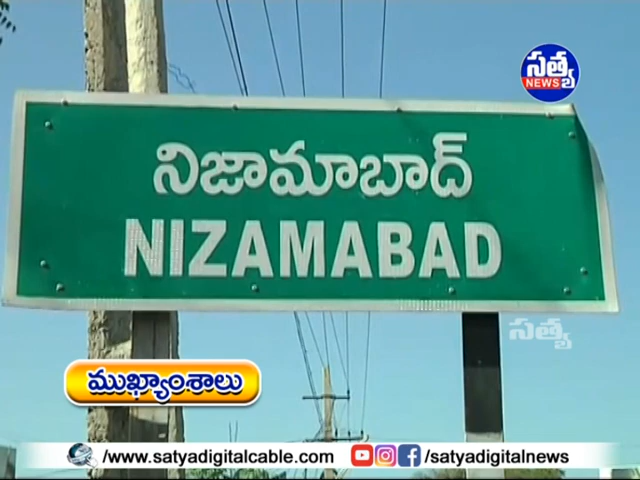 సత్య
NEWS
నిజామాబాద్
NIZAMABAD
సత్య
ముఖ్యాంశాలు
/www.satyadigitalcable.com
/satyadigitalnews